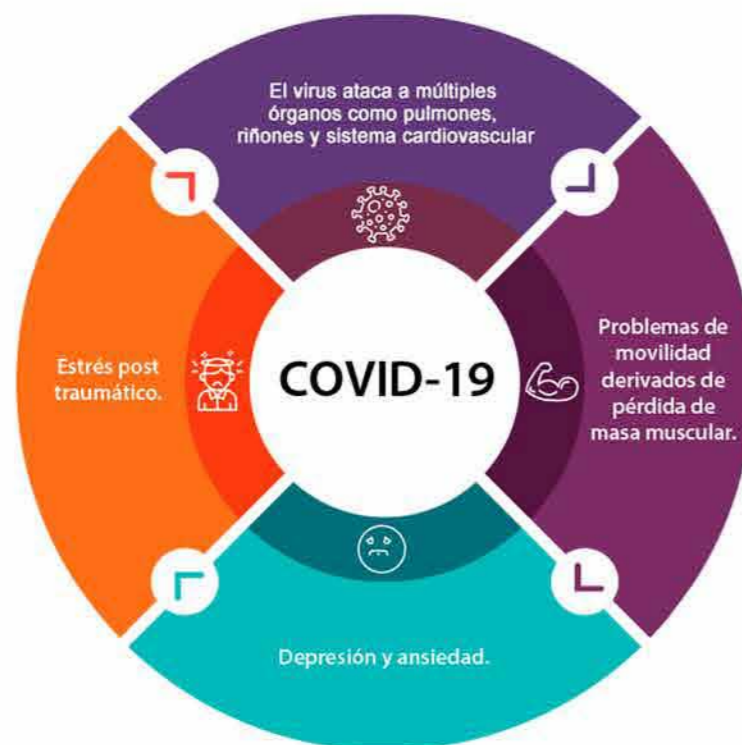 El virus ataca a múltiples
órganos como pulmones,
riñones y sistema cardiovascular
Problemas de
movilidad
derivados de
pérdida de
masa muscular.
Depresión y ansiedad.
Estrés post
traumático.
COVID-19